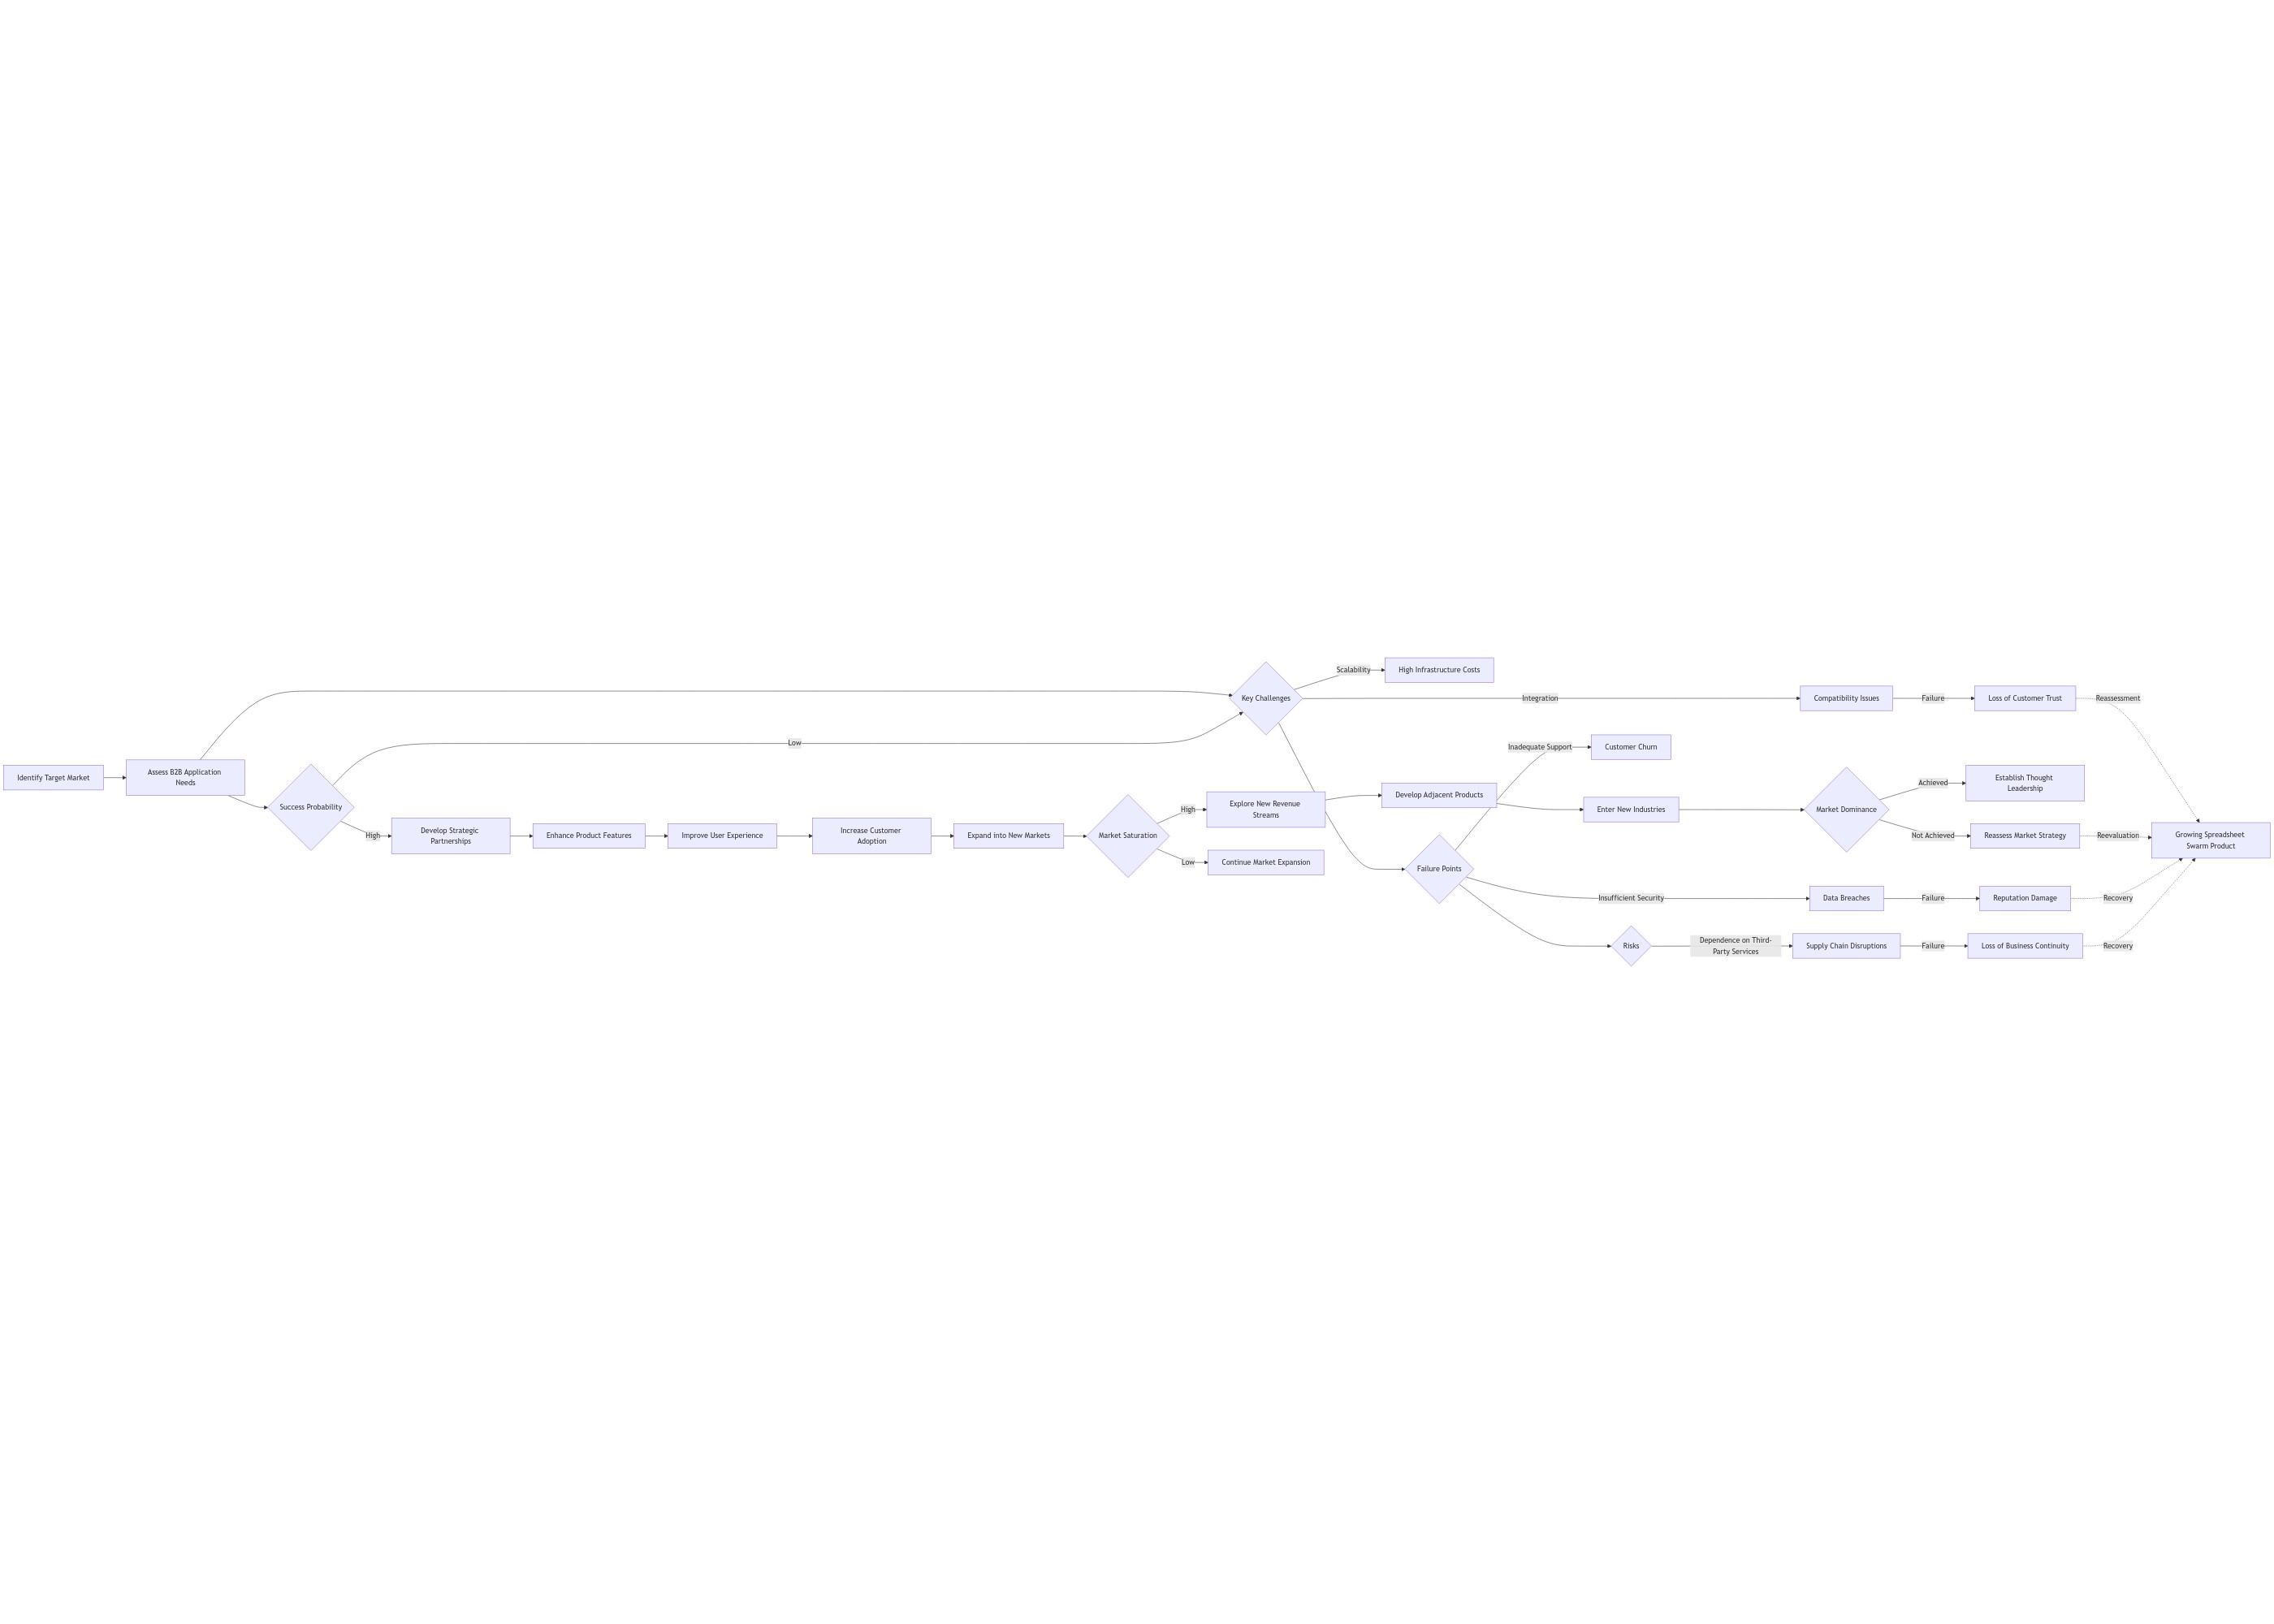 Identify Target Market
Assess B2B Application
Needs
Success Probability
Low
High
Develop Strategic
Partnerships
Enhance Product Features
Improve User Experience
Increase Customer
Adoption
Expand into New Markets
Market Saturation
High
Explore New Revenue
Streams
Low
Continue Market Expansion
Key Challenges
Scalability
High Infrastructure Costs
Integration
Compatibility Issues
Failure
Loss of Customer Trust
Reassessment
Develop Adjacent Products
Enter New Industries
Market Dominance
Achieved
Establish Thought
Leadership
Not Achieved
Reassess Market Strategy
Reevaluation
Failure Points
Inadequate Support
Customer Churn
Insufficient Security
Data Breaches
Failure
Reputation Damage
Recovery
Risks
Dependence on Third-
Party Services
Supply Chain Disruptions
Failure
Loss of Business Continuity
Recovery
Growing Spreadsheet
Swarm Product